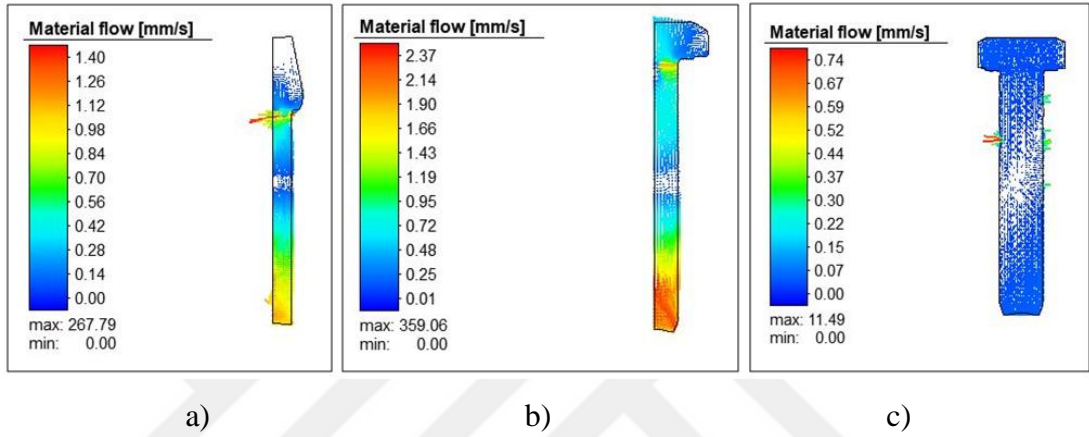 Material flow [mm/s]
1.40
1.26
1.12
0.98
0.84
0.70
0.56
0.42
0.28
0.14
0.00
max: 267.79
min: 0.00
Material flow [mm/s]
2.37
2.14
1.90
1.66
1.43
1.19
0.95
0.72
0.48
0.25
0.01
max: 359.06
min: 0.00
Material flow [mm/s]
0.74
0.67
0.59
0.52
0.44
0.37
0.30
0.22
0.15
0.07
0.00
max: 11.49
min: 0.00
a)
b)
c)